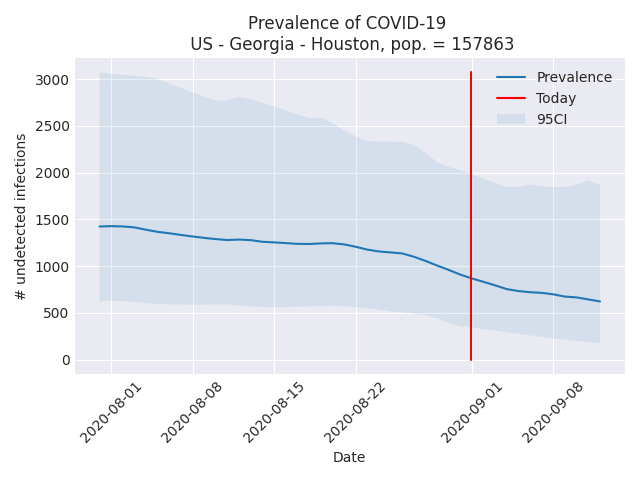 Prevalence of COVID-19
US - Georgia - Houston, pop. = 157863
Prevalence
Today
95CI
# undetected infections
3000
2500
2000
1500
1000
500
0
2020-08-01
2020-08-08
2020-08-15
2020-08-22
2020-09-01
2020-09-08
Date